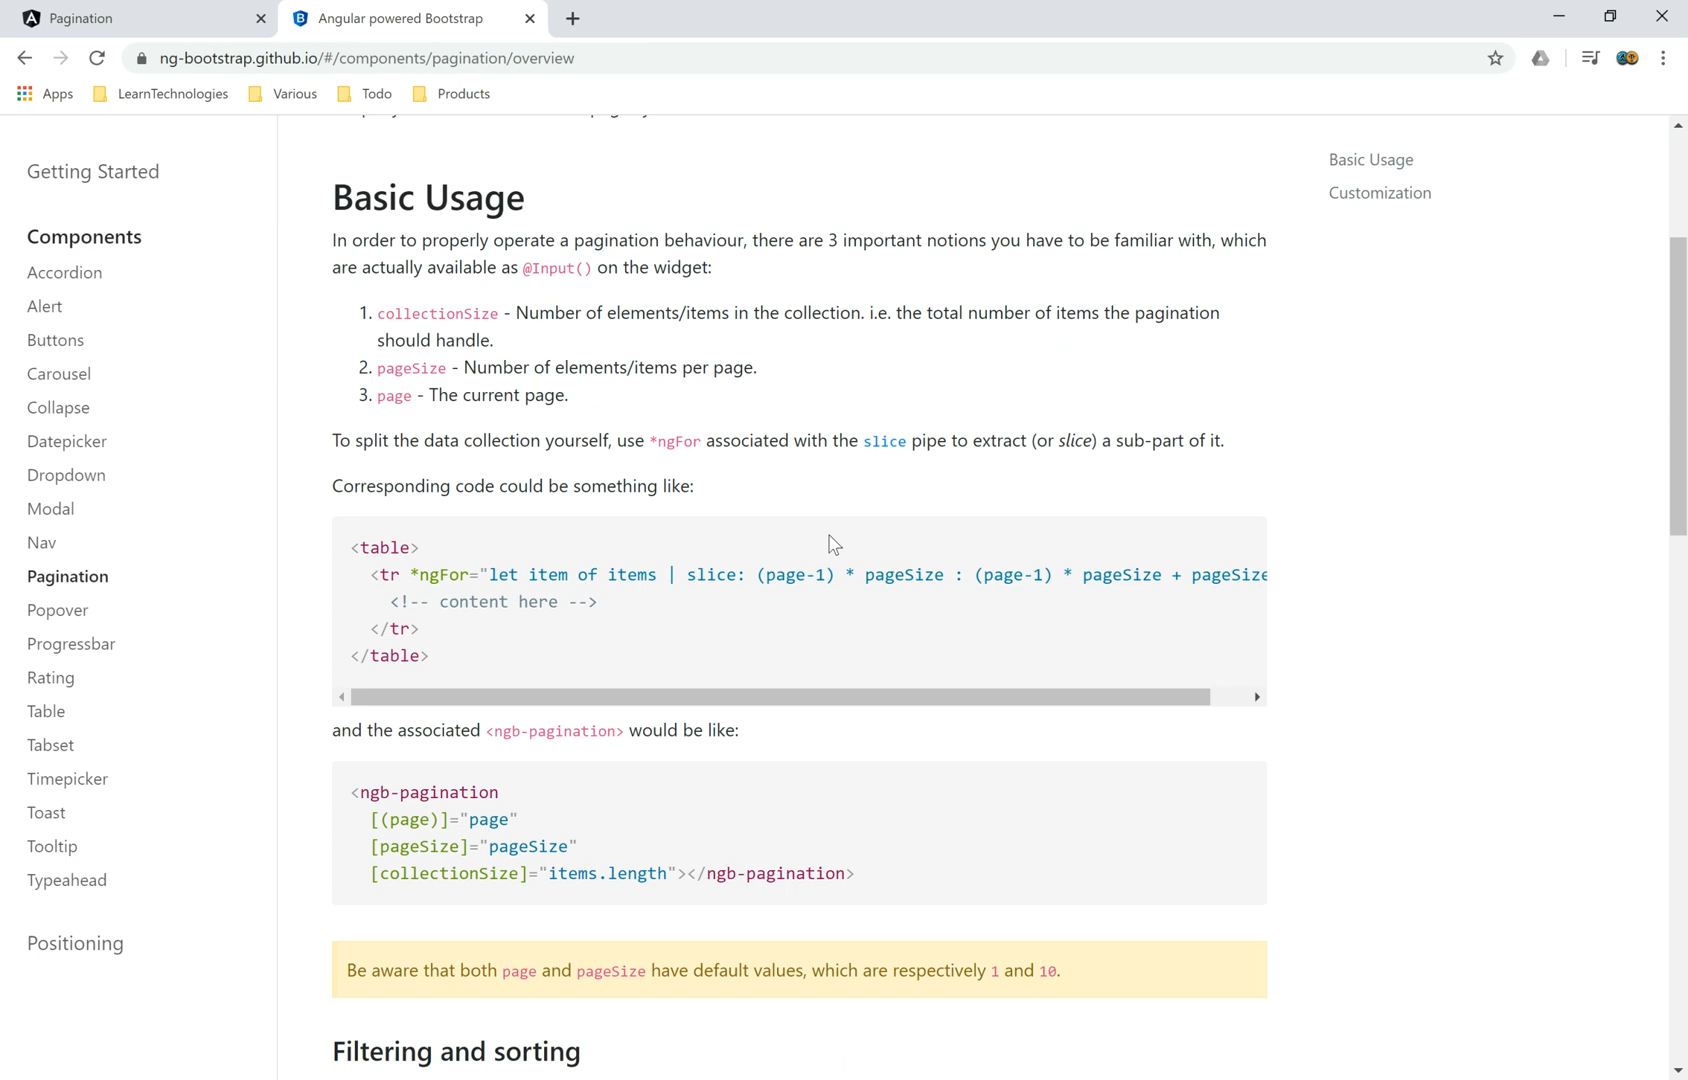 Pagination
Angular powered Bootstrap
ng-bootstrap.github.io/#/components/pagination/overview
Apps
LearnTechnologies
Various
Todo
Products
Getting Started
Components
Accordion
Alert
Buttons
Carousel
Collapse
Datepicker
Dropdown
Modal
Nav
Pagination
Popover
Progressbar
Rating
Table
Tabset
Timepicker
Toast
Tooltip
Typeahead
Positioning
Basic Usage
In order to properly operate a pagination behaviour, there are 3 important notions you have to be familiar with, which
are actually available as @Input() on the widget:
1. collectionSize - Number of elements/items in the collection. i.e. the total number of items the pagination
should handle.
2. pageSize - Number of elements/items per page.
3. page - The current page.
To split the data collection yourself, use *ngFor associated with the slice pipe to extract (or slice) a sub-part of it.
Corresponding code could be something like:
<table>
<tr *ngFor="let item of items | slice: (page-1) * pageSize : (page-1) * pageSize + pageSize
<!-- content here -->
</tr>
</table>
and the associated <ngb-pagination> would be like:
<ngb-pagination
[(page)]="page"
[pageSize]="pageSize"
[collectionSize]="items.length"></ngb-pagination>
Be aware that both page and pageSize have default values, which are respectively 1 and 10.
Filtering and sorting
Basic Usage
Customization